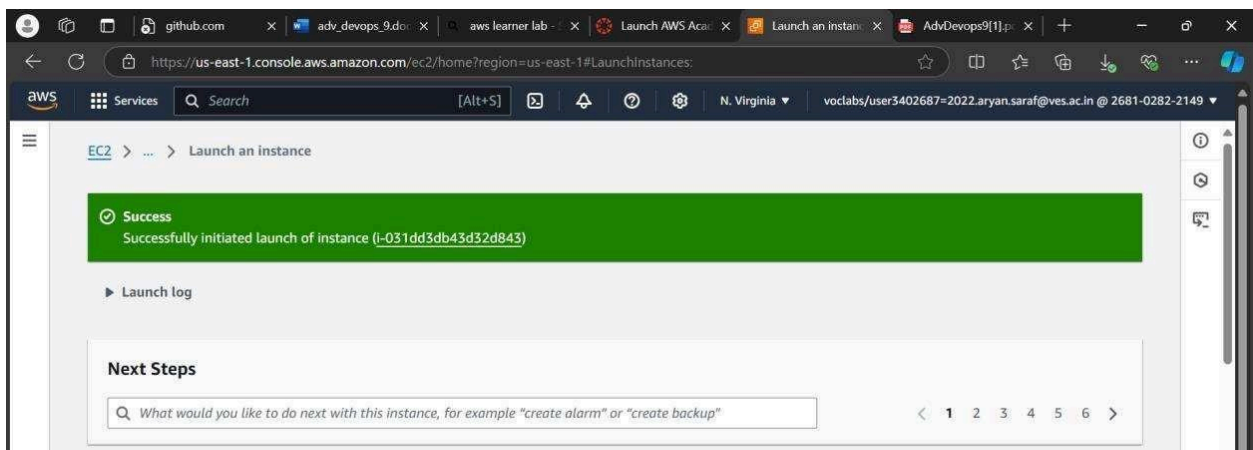 github.com
adv_devops_9.do
aws learner lab -
Launch AWS Acad
Launch an instanc
AdvDevops9[1].p
https://us-east-1.console.aws.amazon.com/ec2/home?region=us-east-1#LaunchInstances:
aws
Services
Search
[Alt+S]
N. Virginia ▼
voclabs/user3402687=2022.aryan.saraf@ves.ac.in @ 2681-0282-2149 ▼
EC2 > ... > Launch an instance
Success
Successfully initiated launch of instance (i-031dd3db43d32d843)
▶ Launch log
Next Steps
What would you like to do next with this instance, for example "create alarm" or "create backup"
< 1 2 3 4 5 6 >